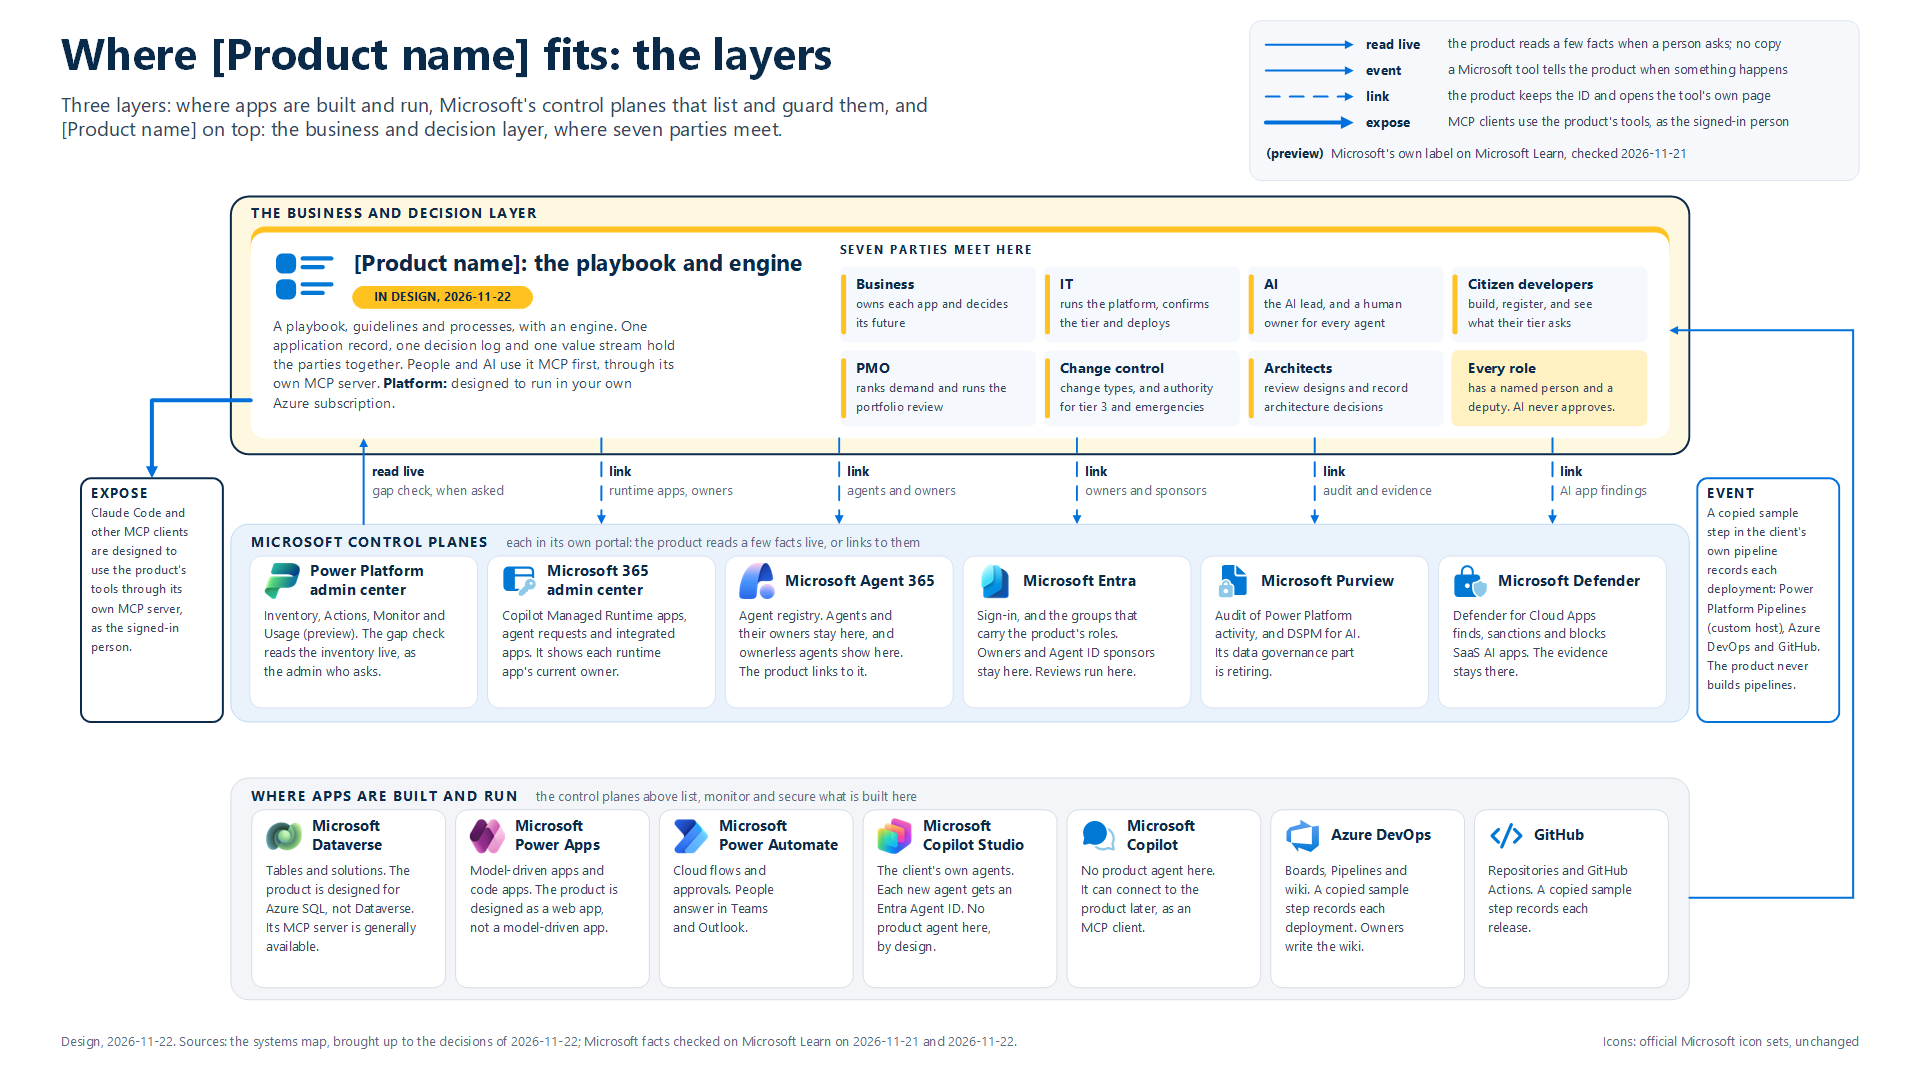 Where [Product name] fits: the layers
Three layers: where apps are built and run, Microsoft's control planes that list and guard them, and
[Product name] on top: the business and decision layer, where seven parties meet.
read live the product reads a few facts when a person asks; no copy
event a Microsoft tool tells the product when something happens
link the product keeps the ID and opens the tool's own page
expose MCP clients use the product's tools, as the signed-in person
(preview) Microsoft's own label on Microsoft Learn, checked 2026-11-21
THE BUSINESS AND DECISION LAYER
[Product name]: the playbook and engine
IN DESIGN, 2026-11-22
A playbook, guidelines and processes, with an engine. One
application record, one decision log and one value stream hold
the parties together. People and AI use it MCP first, through its
own MCP server. Platform: designed to run in your own
Azure subscription.
SEVEN PARTIES MEET HERE
Business
owns each app and decides
its future
IT
runs the platform, confirms
the tier and deploys
AI
the AI lead, and a human
owner for every agent
Citizen developers
build, register, and see
what their tier asks
PMO
ranks demand and runs the
portfolio review
Change control
change types, and authority
for tier 3 and emergencies
Architects
review designs and record
architecture decisions
Every role
has a named person and a
deputy. AI never approves.
read live
gap check, when asked
link
runtime apps, owners
link
agents and owners
link
owners and sponsors
link
audit and evidence
link
AI app findings
EXPOSE
Claude Code and
other MCP clients
are designed to
use the product's
tools through its
own MCP server,
as the signed-in
person.
EVENT
A copied sample
step in the client's
own pipeline
records each
deployment: Power
Platform Pipelines
(custom host), Azure
DevOps and GitHub.
The product never
builds pipelines.
MICROSOFT CONTROL PLANES each in its own portal: the product reads a few facts live, or links to them
Power Platform
admin center
Inventory, Actions, Monitor and
Usage (preview). The gap check
reads the inventory live, as
the admin who asks.
Microsoft 365
admin center
Copilot Managed Runtime apps,
agent requests and integrated
apps. It shows each runtime
app's current owner.
Microsoft Agent 365
Agent registry. Agents and
their owners stay here, and
ownerless agents show here.
The product links to it.
Microsoft Entra
Sign-in, and the groups that
carry the product's roles.
Owners and Agent ID sponsors
stay here. Reviews run here.
Microsoft Purview
Audit of Power Platform
activity, and DSPM for AI.
Its data governance part
is retiring.
Microsoft Defender
Defender for Cloud Apps
finds, sanctions and blocks
SaaS AI apps. The evidence
stays there.
WHERE APPS ARE BUILT AND RUN the control planes above list, monitor and secure what is built here
Microsoft
Dataverse
Tables and solutions. The
product is designed for
Azure SQL, not Dataverse.
Its MCP server is generally
available.
Microsoft
Power Apps
Model-driven apps and
code apps. The product is
designed as a web app,
not a model-driven app.
Microsoft
Power Automate
Cloud flows and
approvals. People
answer in Teams
and Outlook.
Microsoft
Copilot Studio
The client's own agents.
Each new agent gets an
Entra Agent ID. No
product agent here,
by design.
Microsoft
Copilot
No product agent here.
It can connect to the
product later, as an
MCP client.
Azure DevOps
Boards, Pipelines and
wiki. A copied sample
step records each
deployment. Owners
write the wiki.
GitHub
Repositories and GitHub
Actions. A copied sample
step records each
release.
Design, 2026-11-22. Sources: the systems map, brought up to the decisions of 2026-11-22; Microsoft facts checked on Microsoft Learn on 2026-11-21 and 2026-11-22.
Icons: official Microsoft icon sets, unchanged